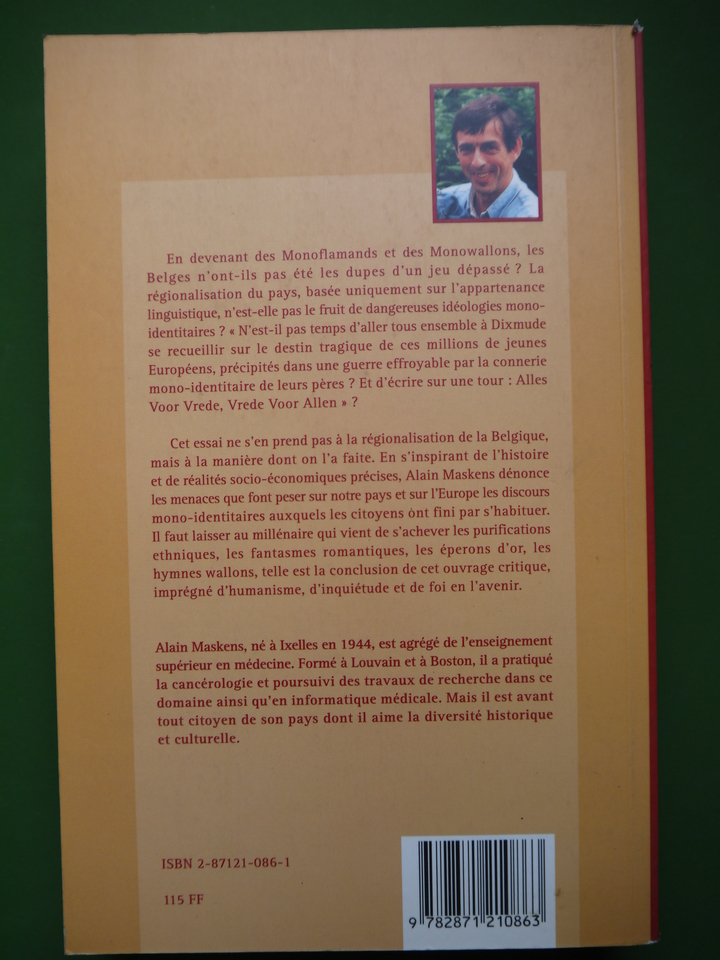 En devenant des Monoflamands et des Monowallons, les
Belges n'ont-ils pas été les dupes d'un jeu dépassé ? La
régionalisation du pays, basée uniquement sur l'appartenance
linguistique, n'est-elle pas le fruit de dangereuses idéologies mono-
identitaires ? « N'est-il pas temps d'aller tous ensemble à Dixmude
se recueillir sur le destin tragique de ces millions de jeunes
Européens, précipités dans une guerre effroyable par la connerie
mono-identitaire de leurs pères ? Et d'écrire sur une tour : Alles
Voor Vrede, Vrede Voor Allen » ?
Cet essai ne s'en prend pas à la régionalisation de la Belgique,
mais à la manière dont on l'a faite. En s'inspirant de l'histoire
et de réalités socio-économiques précises, Alain Maskens dénonce
les menaces que font peser sur notre pays et sur l'Europe les discours
mono-identitaires auxquels les citoyens ont fini par s'habituer.
Il faut laisser au millénaire qui vient de s'achever les purifications
ethniques, les fantasmes romantiques, les éperons d'or, les
hymnes wallons, telle est la conclusion de cet ouvrage critique,
imprégné d'humanisme, d'inquiétude et de foi en l'avenir.
Alain Maskens, né à Ixelles en 1944, est agrégé de l'enseignement
supérieur en médecine. Formé à Louvain et à Boston, il a pratiqué
la cancérologie et poursuivi des travaux de recherche dans ce
domaine ainsi qu'en informatique médicale. Mais il est avant
tout citoyen de son pays dont il aime la diversité historique
et culturelle.
ISBN 2-87121-086-1
115 FF
9 782871 210863